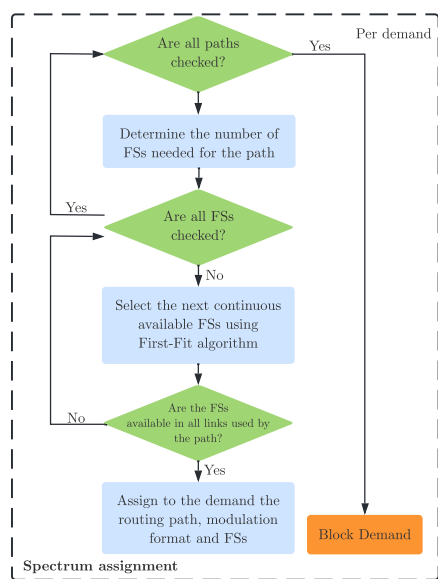 Per demand
Are all paths
checked?
Yes
Determine the number of
FSs needed for the path
Yes
Are all FSs
checked?
No
Select the next continuous
available FSs using
First-Fit algorithm
Are the FSs
available in all links used by
the path?
No
Yes
Assign to the demand the
routing path, modulation
format and FSs
Block Demand
Spectrum assignment